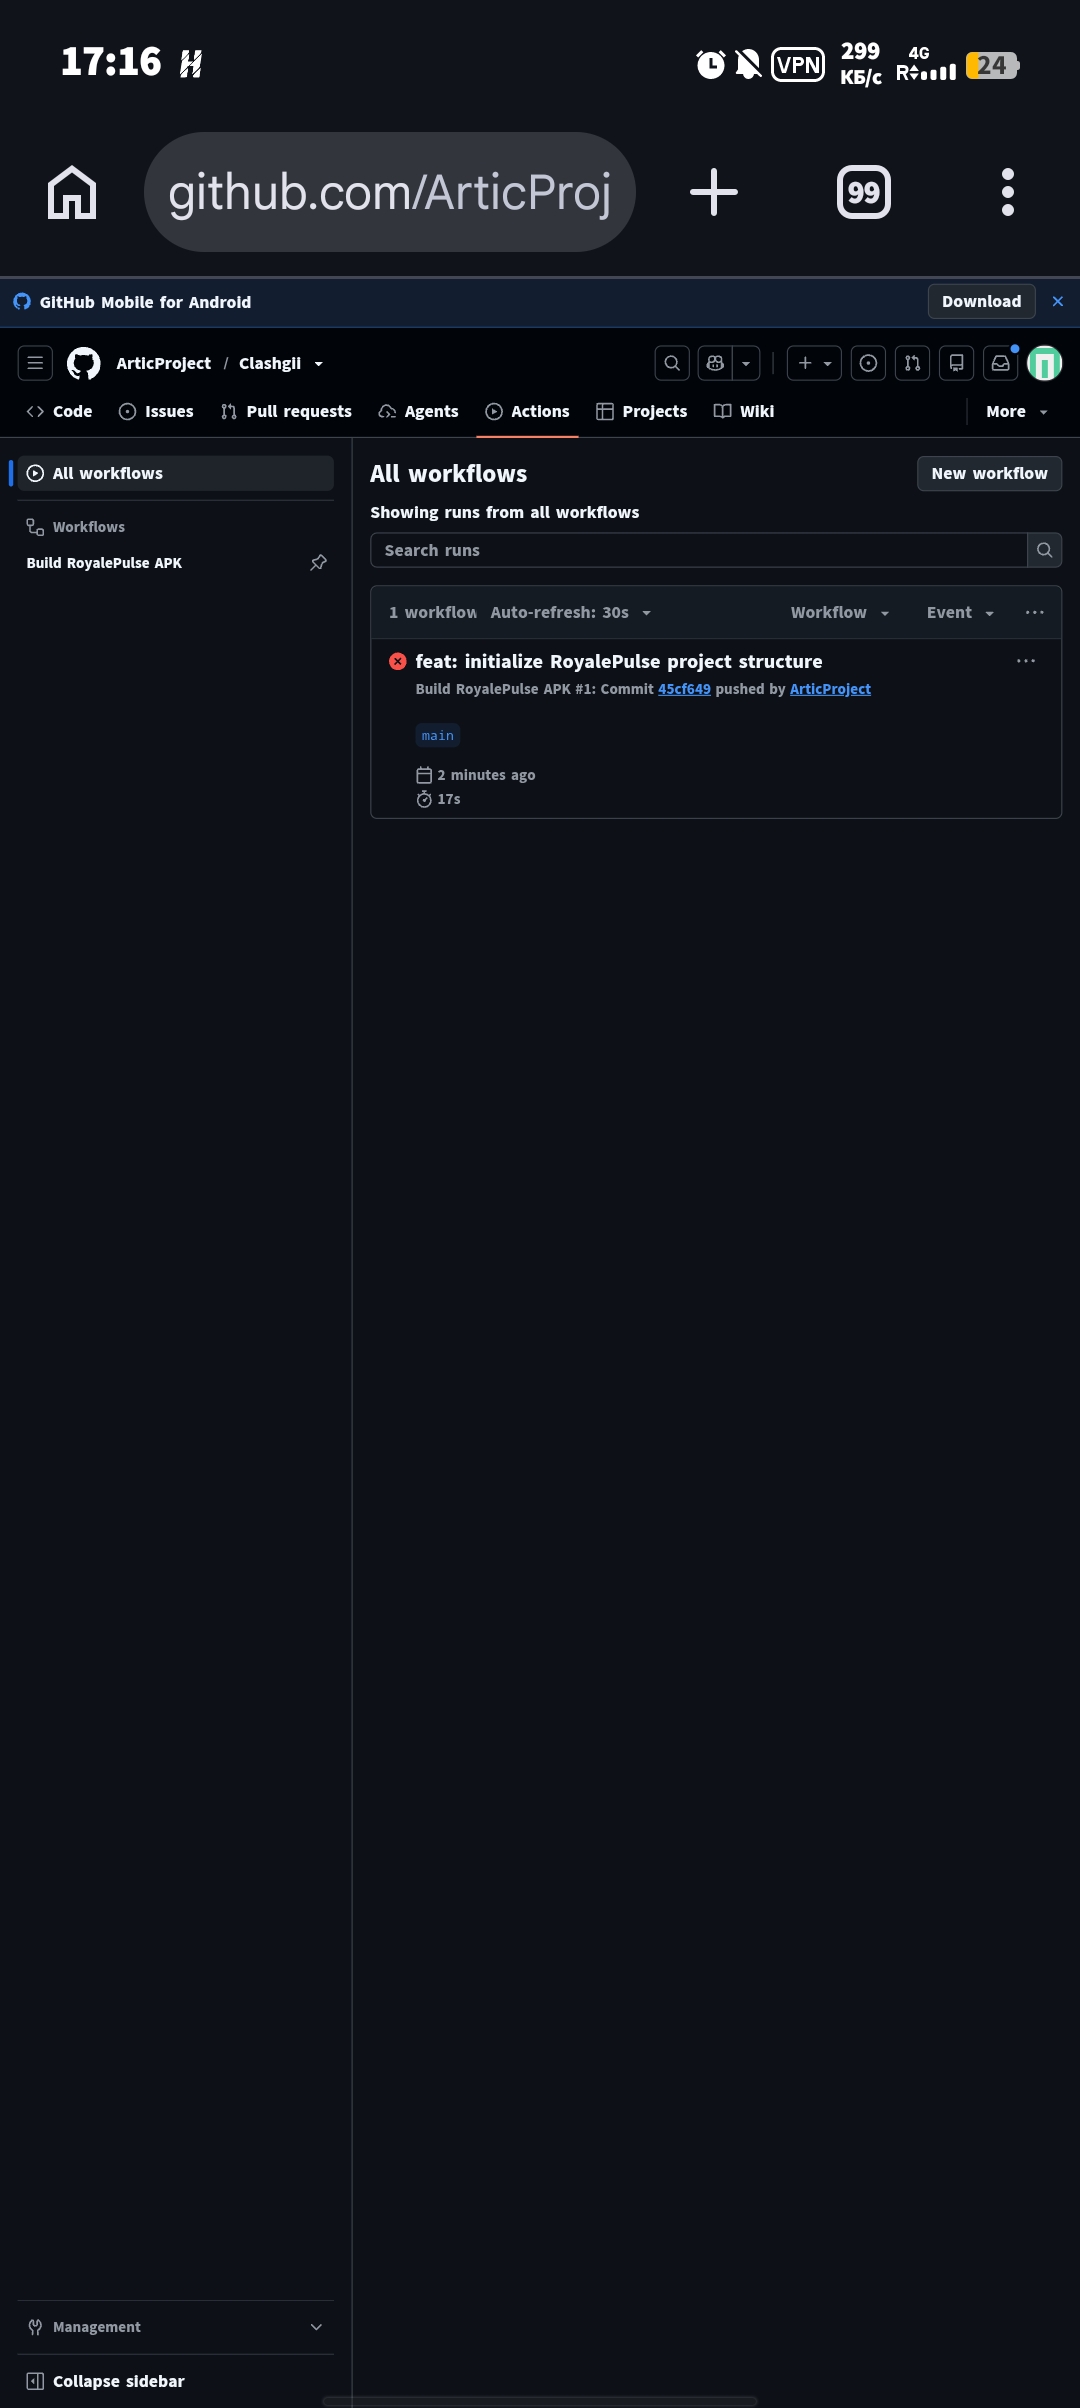 17:16
VPN
299
КБ/с
4G
R
24
github.com/ArticProj
99
GitHub Mobile for Android
Download
ArticProject / Clashgii
Code
Issues
Pull requests
Agents
Actions
Projects
Wiki
More
All workflows
Workflows
Build RoyalePulse APK
All workflows
New workflow
Showing runs from all workflows
Search runs
1 workflow Auto-refresh: 30s
Workflow
Event
feat: initialize RoyalePulse project structure
Build RoyalePulse APK #1: Commit 45cf649 pushed by ArticProject
main
2 minutes ago
17s
Management
Collapse sidebar